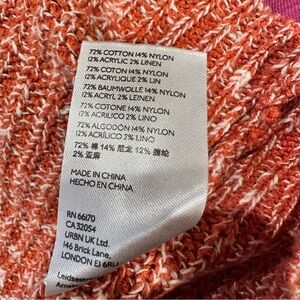 72% COTTON 14% NYLON
12% ACRYLIC 2% LINEN
72% COTON 14% NYLON
12% ACRYLIQUE 2% LIN
72% BAUMWOLLE 14% NYLON
12% ACRYL 2% LEINEN
72% COTONE 14% NYLON
12% ACRILICO 2% LINO
72% ALGODÓN 14% NYLON
12% ACRÍLICO 2% LINO
72% 棉 14% 尼龙 12% 腈纶
2% 亚麻
MADE IN CHINA
HECHO EN CHINA
RN 66170
CA 32054
URBN UK Ltd.
146 Brick Lane,
LONDON E1 6RU